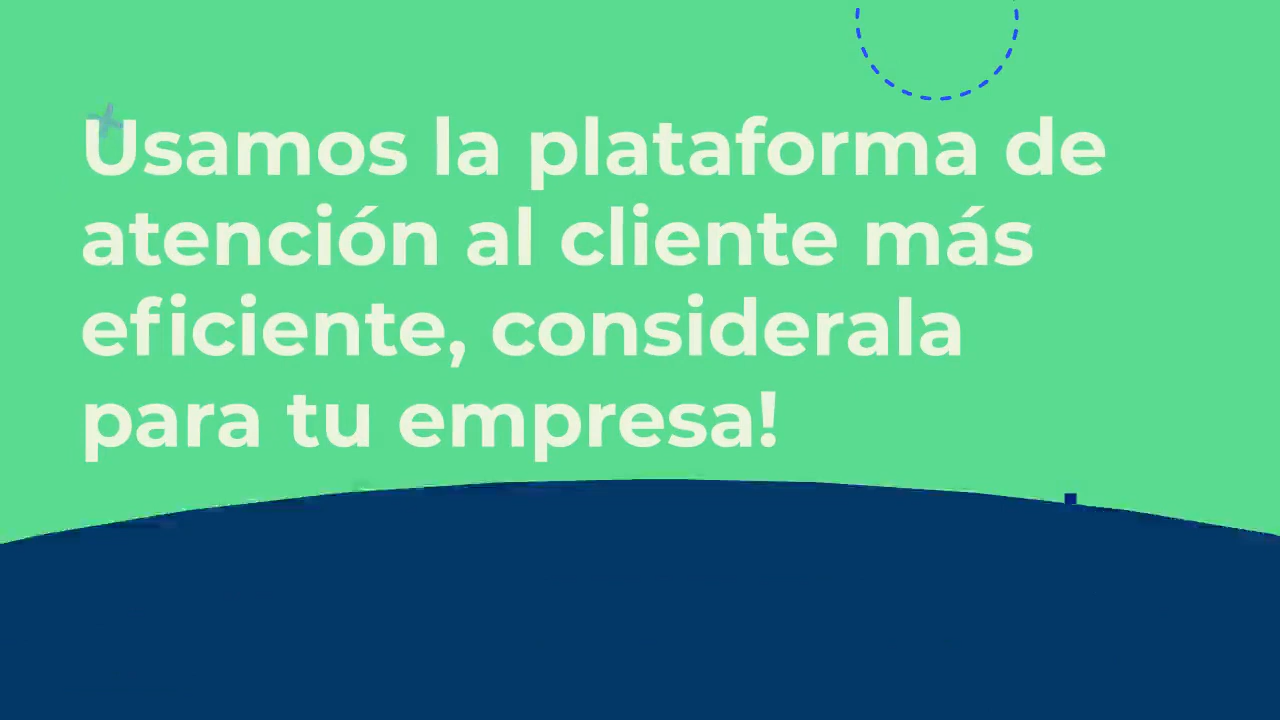 Usamos la plataforma de
atención al cliente más
eficiente, considerala
para tu empresa!